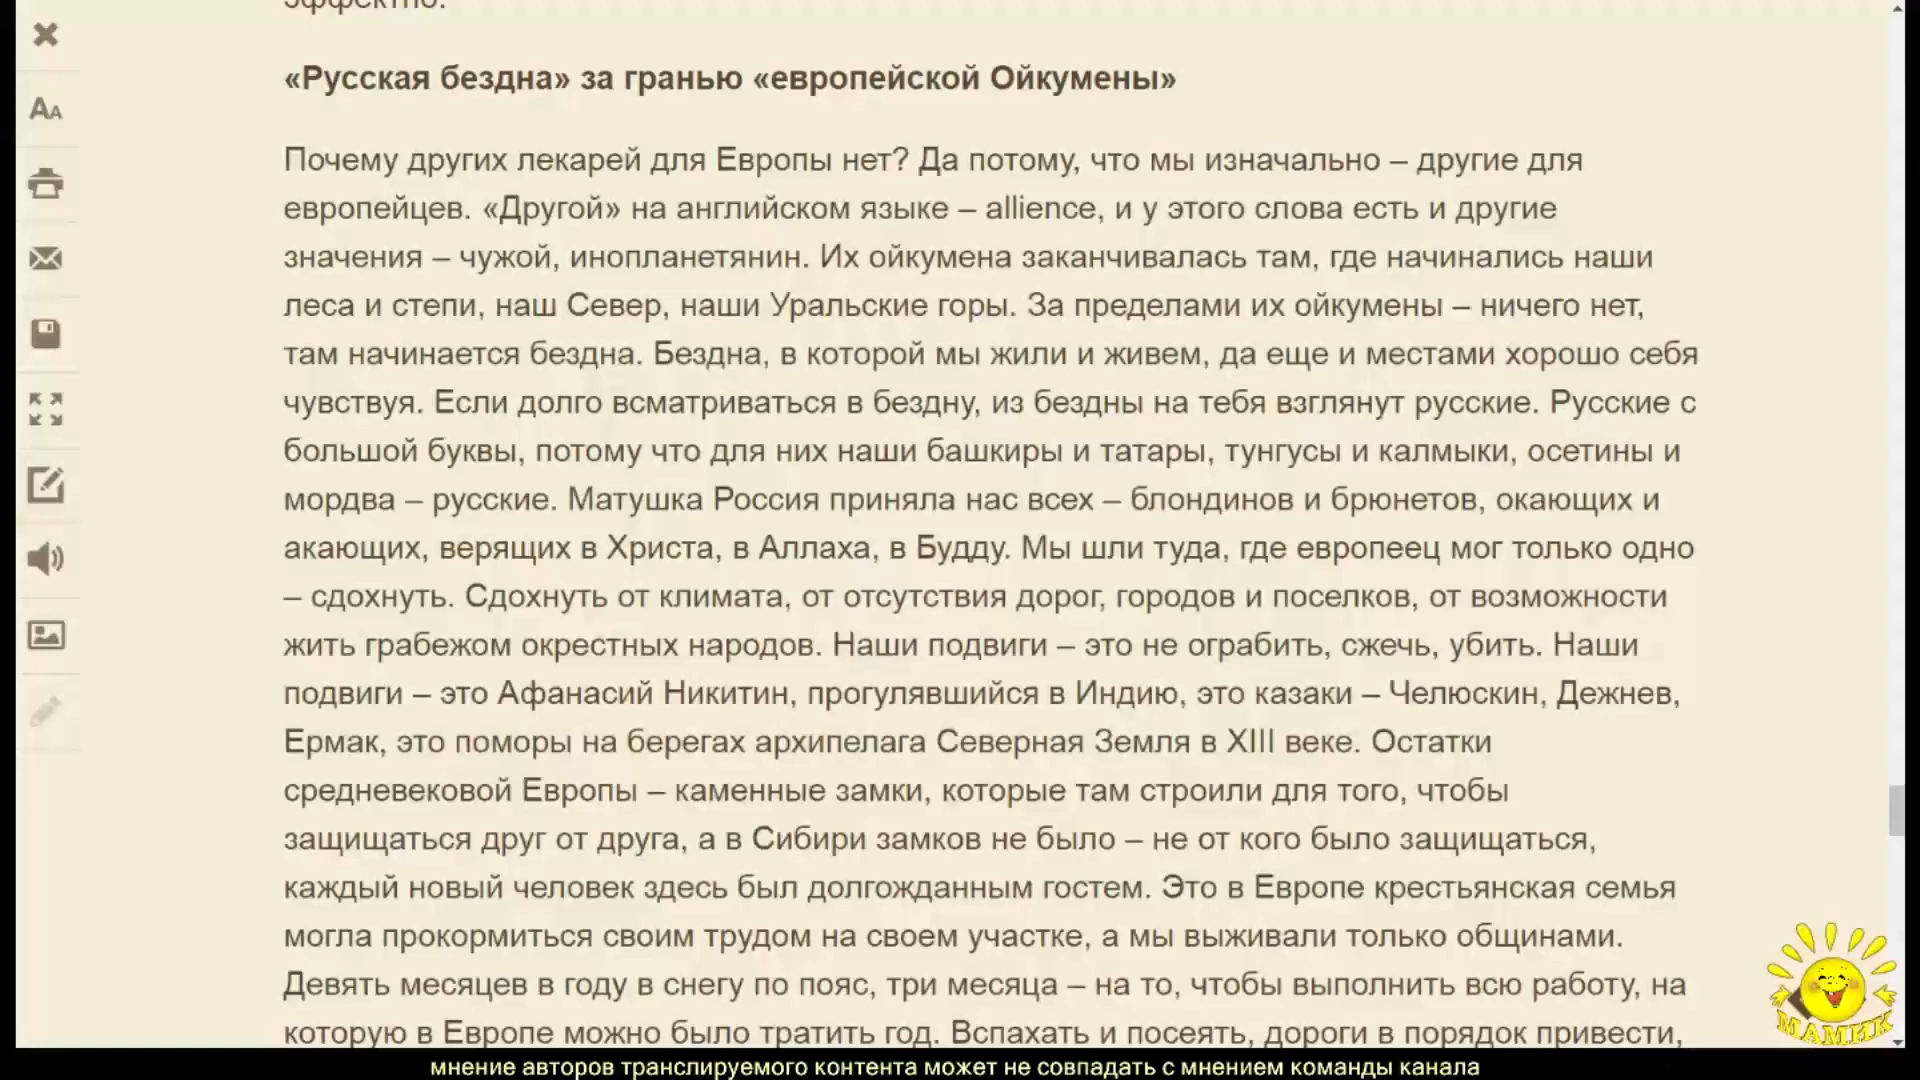 эффектно.
«Русская бездна» за гранью «европейской Ойкумены»
Почему других лекарей для Европы нет? Да потому, что мы изначально – другие для
европейцев. «Другой» на английском языке – allience, и у этого слова есть и другие
значения – чужой, инопланетянин. Их ойкумена заканчивалась там, где начинались наши
леса и степи, наш Север, наши Уральские горы. За пределами их ойкумены – ничего нет,
там начинается бездна. Бездна, в которой мы жили и живем, да еще и местами хорошо себя
чувствуя. Если долго всматриваться в бездну, из бездны на тебя взглянут русские. Русские с
большой буквы, потому что для них наши башкиры и татары, тунгусы и калмыки, осетины и
мордва – русские. Матушка Россия приняла нас всех – блондинов и брюнетов, окающих и
акающих, верящих в Христа, в Аллаха, в Будду. Мы шли туда, где европеец мог только одно
– сдохнуть. Сдохнуть от климата, от отсутствия дорог, городов и поселков, от возможности
жить грабежом окрестных народов. Наши подвиги – это не ограбить, сжечь, убить. Наши
подвиги – это Афанасий Никитин, прогулявшийся в Индию, это казаки – Челюскин, Дежнев,
Ермак, это поморы на берегах архипелага Северная Земля в XIII веке. Остатки
средневековой Европы – каменные замки, которые там строили для того, чтобы
защищаться друг от друга, а в Сибири замков не было – не от кого было защищаться,
каждый новый человек здесь был долгожданным гостем. Это в Европе крестьянская семья
могла прокормиться своим трудом на своем участке, а мы выживали только общинами.
Девять месяцев в году в снегу по пояс, три месяца – на то, чтобы выполнить всю работу, на
которую в Европе можно было тратить год. Вспахать и посеять, дороги в порядок привести,
МАМИК
мнение авторов транслируемого контента может не совпадать с мнением команды канала